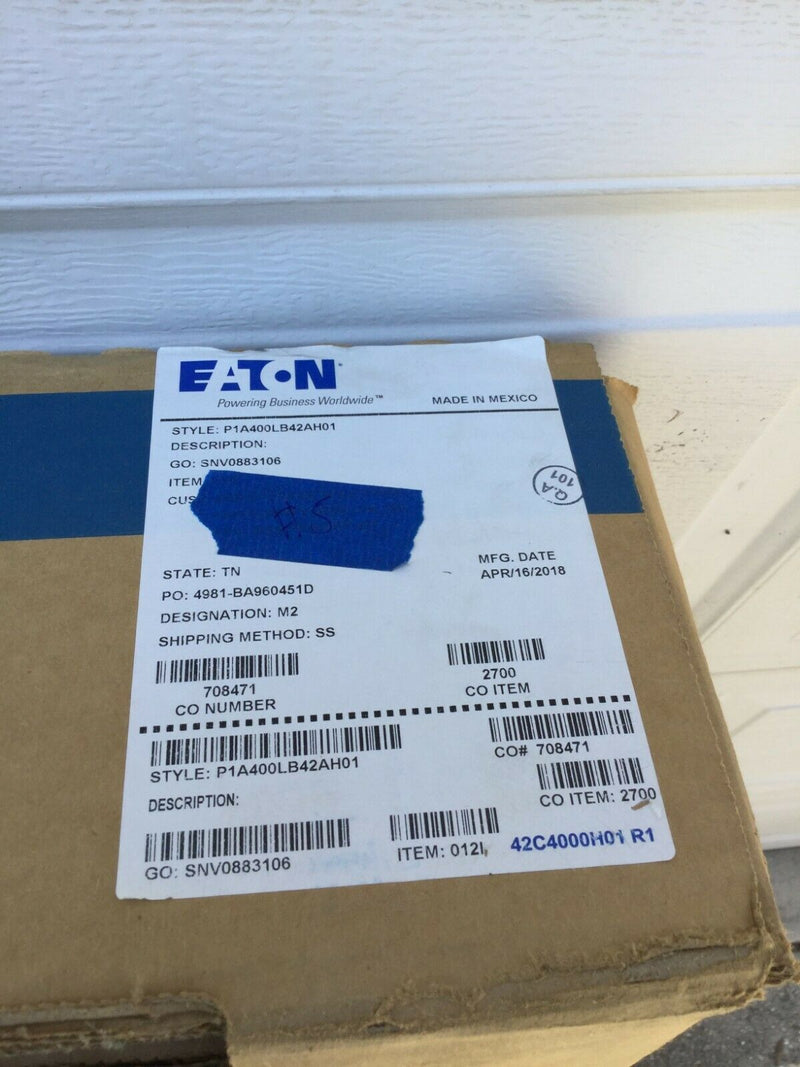 EATON
Powering Business Worldwide™
MADE IN MEXICO
STYLE: P1A400LB42AH01
DESCRIPTION:
GO: SNV0883106
ITEM
CUS
Q.A
101
P.S
STATE: TN
MFG. DATE
APR/16/2018
PO: 4981-BA960451D
DESIGNATION: M2
SHIPPING METHOD: SS
708471
CO NUMBER
2700
CO ITEM
STYLE: P1A400LB42AH01
CO# 708471
DESCRIPTION:
CO ITEM: 2700
GO: SNV0883106
ITEM: 012I
42C4000H01 R1